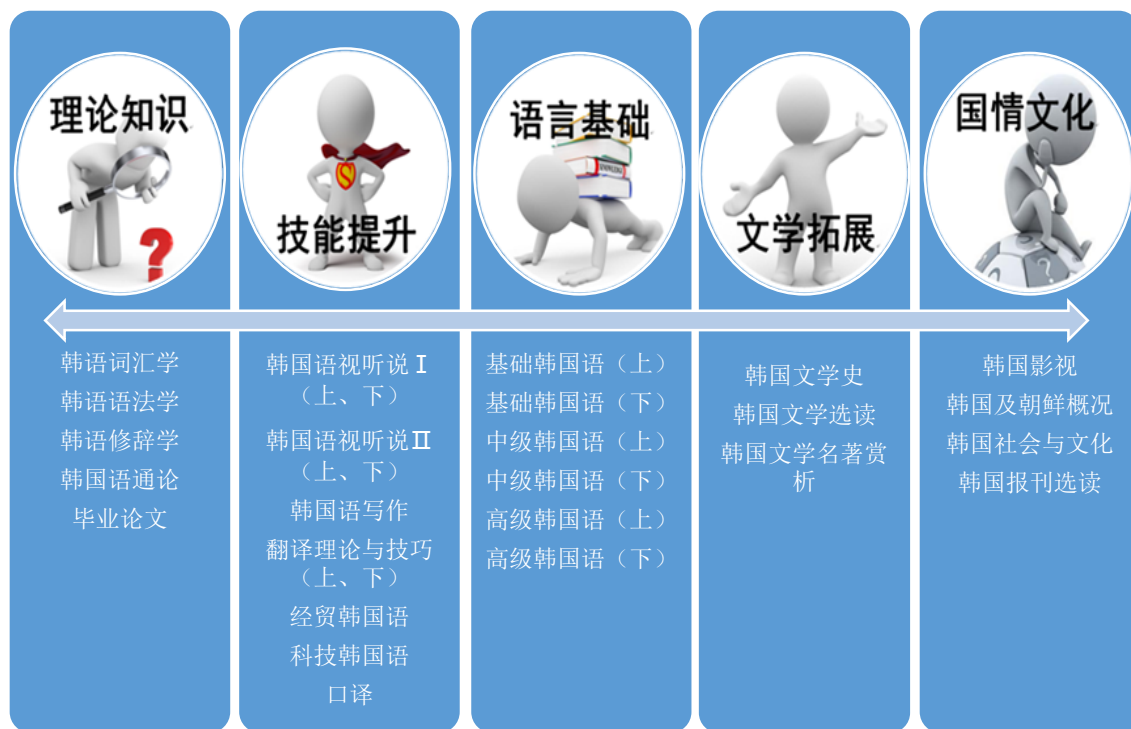 理论知识
韩语词汇学
韩语语法学
韩语修辞学
韩国语通论
毕业论文
技能提升
韩国语视听说Ⅰ
（上、下）
韩国语视听说Ⅱ
（上、下）
韩国语写作
翻译理论与技巧
（上、下）
经贸韩国语
科技韩国语
口译
语言基础
基础韩国语（上）
基础韩国语（下）
中级韩国语（上）
中级韩国语（下）
高级韩国语（上）
高级韩国语（下）
文学拓展
韩国文学史
韩国文学选读
韩国文学名著赏
析
国情文化
韩国影视
韩国及朝鲜概况
韩国社会与文化
韩国报刊选读